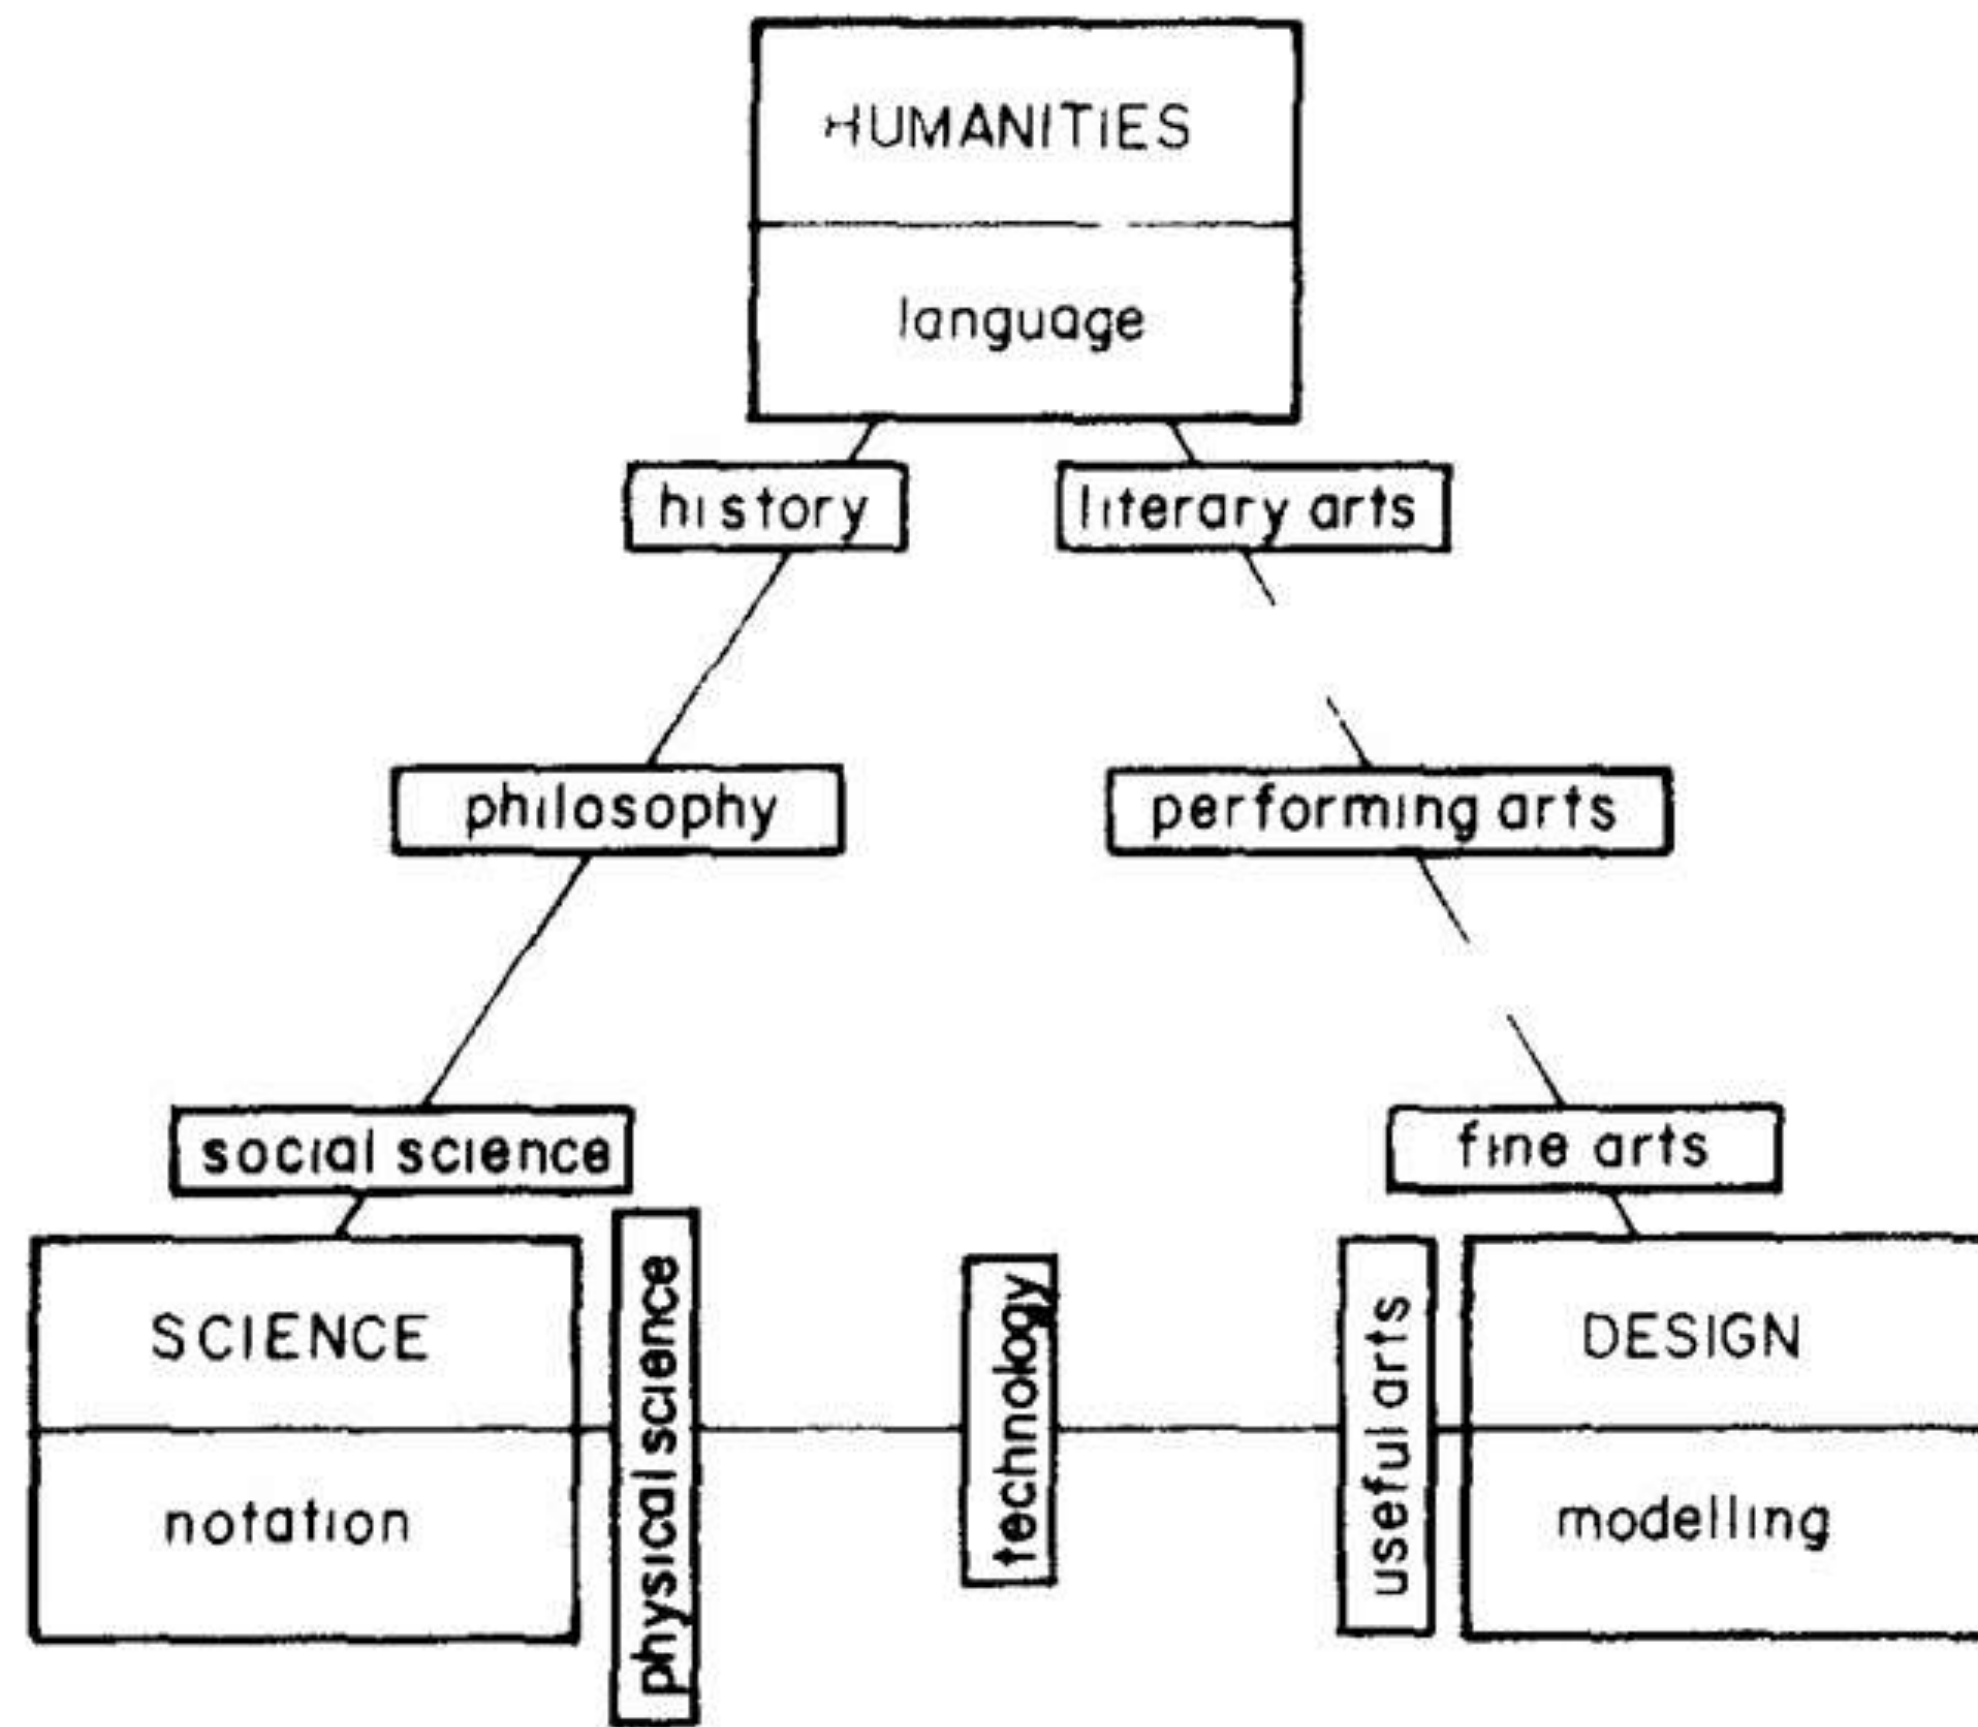 HUMANITIES
language
history
literary arts
philosophy
performing arts
social science
fine arts
SCIENCE
notation
physical science
technology
useful arts
DESIGN
modelling